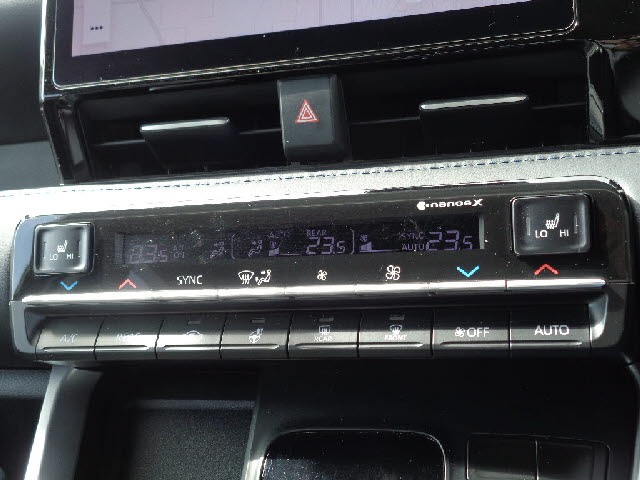 nanoeX
A/C REAR SYNC
23.5 23.5 AUTO 23.5
LO HI
LO HI
SYNC
A/C REAR FRONT OFF AUTO